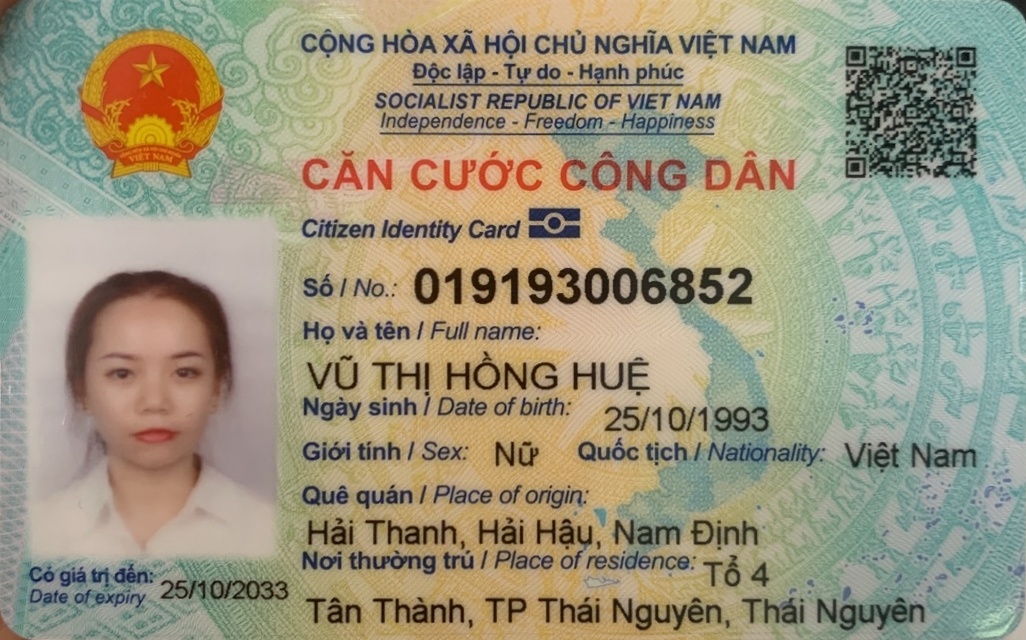 CỘNG HÒA XÃ HỘI CHỦ NGHĨA VIỆT NAM
Độc lập - Tự do - Hạnh phúc
SOCIALIST REPUBLIC OF VIET NAM
Independence - Freedom - Happiness
CĂN CƯỚC CÔNG DÂN
Citizen Identity Card
Số / No.: 019193006852
Họ và tên / Full name:
VŨ THỊ HỒNG HUỆ
Ngày sinh / Date of birth: 25/10/1993
Giới tính / Sex: Nữ Quốc tịch / Nationality: Việt Nam
Quê quán / Place of origin:
Hải Thanh, Hải Hậu, Nam Định
Nơi thường trú / Place of residence: Tổ 4
Tân Thành, TP Thái Nguyên, Thái Nguyên
Có giá trị đến: 25/10/2033
Date of expiry
VIỆT NAM